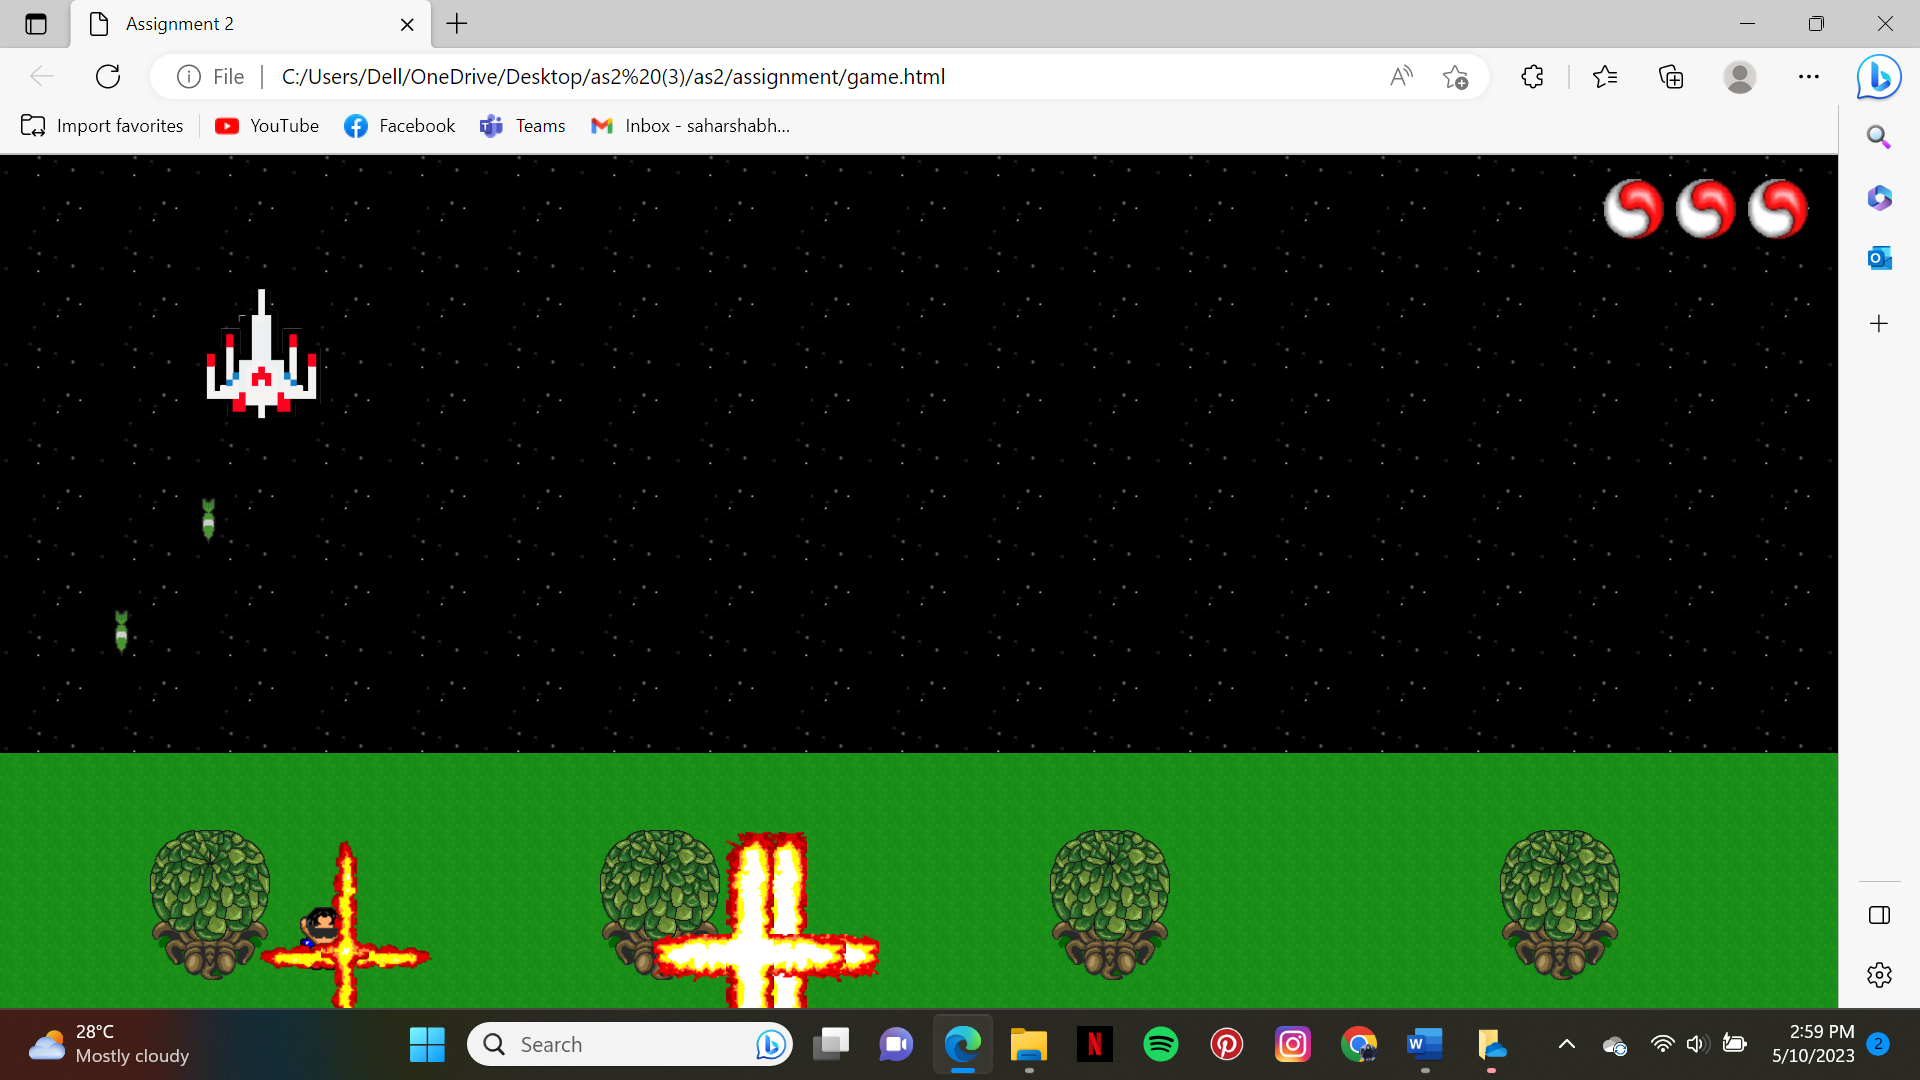 Assignment 2
File
C:/Users/Dell/OneDrive/Desktop/as2%20(3)/as2/assignment/game.html
Import favorites
YouTube
Facebook
Teams
Inbox - saharshabh...
28°C
Mostly cloudy
Search
2:59 PM
5/10/2023
2